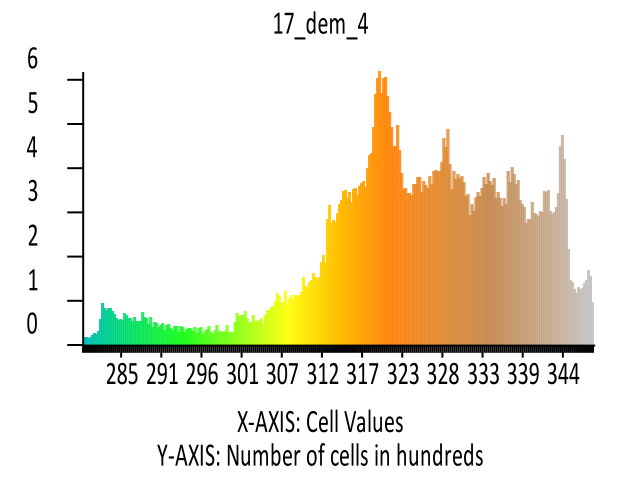 17_dem_4
6
5
4
3
2
1
0
285 291 296 301 307 312 317 323 328 333 339 344
X-AXIS: Cell Values
Y-AXIS: Number of cells in hundreds